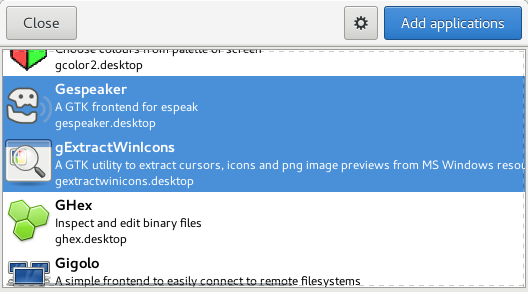 Close
Add applications
Choose colours from palette or screen
gcolor2.desktop
Gespeaker
A GTK frontend for espeak
gespeaker.desktop
gExtractWinIcons
A GTK utility to extract cursors, icons and png image previews from MS Windows resou
gextractwinicons.desktop
GHex
Inspect and edit binary files
ghex.desktop
Gigolo
A simple frontend to easily connect to remote filesystems